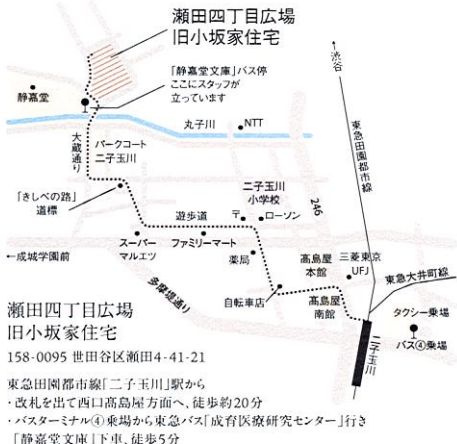 瀬田四丁目広場
旧小坂家住宅
←渋谷
「静嘉堂文庫」バス停
ここにスタッフが
立っています
静嘉堂
丸子川
NTT
東急田園都市線
大蔵通り
パークコート
二子玉川
「きしべの路」
道標
二子玉川
小学校
246
遊歩道
〒
ローソン
←成城学園前
スーパー
マルエツ
ファミリーマート
薬局
髙島屋
本館
三菱東京
UFJ
東急大井町線
多摩堤通り
自転車店
髙島屋
南館
タクシー乗場
バス④乗場
二子玉川
瀬田四丁目広場
旧小坂家住宅
158-0095 世田谷区瀬田4-41-21
東急田園都市線「二子玉川」駅から
・改札を出て西口髙島屋方面へ、徒歩約20分
・バスターミナル④乗場から東急バス「成育医療研究センター」行き
「静嘉堂文庫」下車、徒歩5分